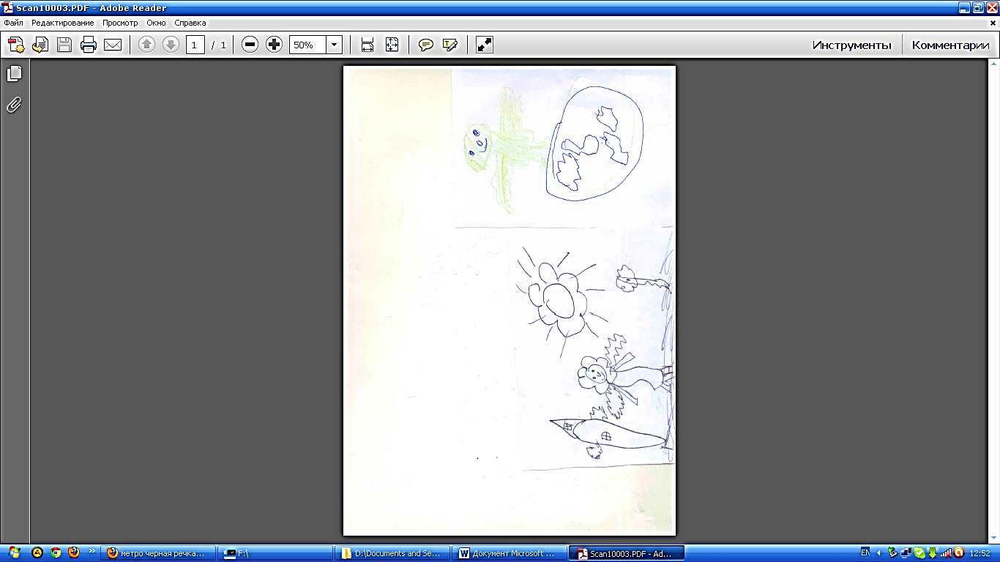 Scan10003.PDF - Adobe Reader
Файл Редактирование Просмотр Окно Справка
1 / 1 50% Инструменты Комментарии
метро черная речка... F:\ D:\Documents and Se... Документ Microsoft ... Scan10003.PDF - Ad... EN 12:52